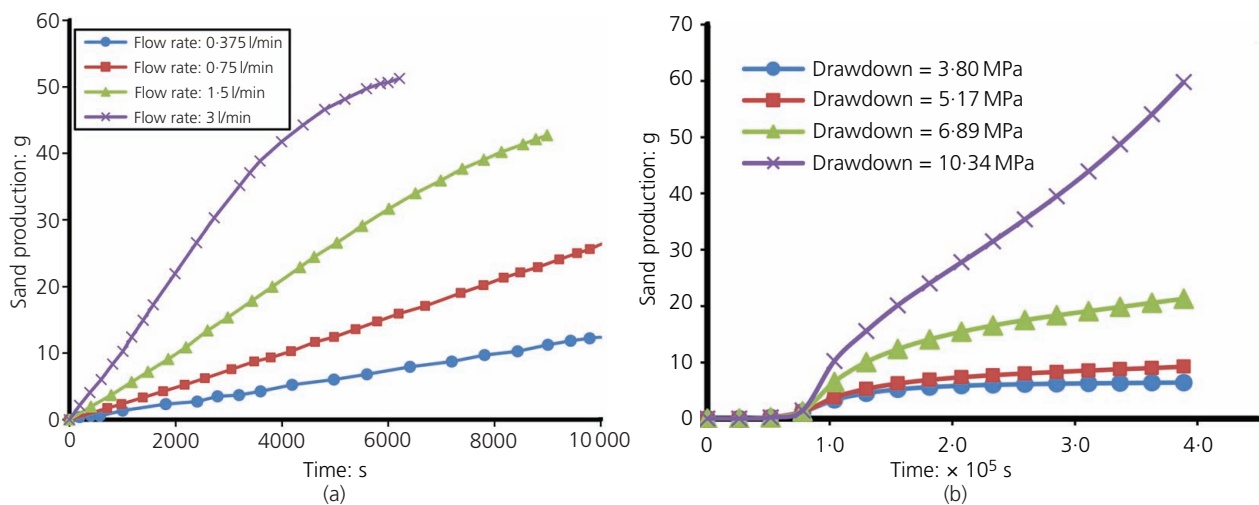 60
50
40
30
20
10
0
Sand production: g
Flow rate: 0·375 l/min
Flow rate: 0·75 l/min
Flow rate: 1·5 l/min
Flow rate: 3 l/min
0 2000 4000 6000 8000 10 000
Time: s
(a)
70
60
50
40
30
20
10
0
Sand production: g
Drawdown = 3·80 MPa
Drawdown = 5·17 MPa
Drawdown = 6·89 MPa
Drawdown = 10·34 MPa
0 1·0 2·0 3·0 4·0
Time: × 10⁵ s
(b)